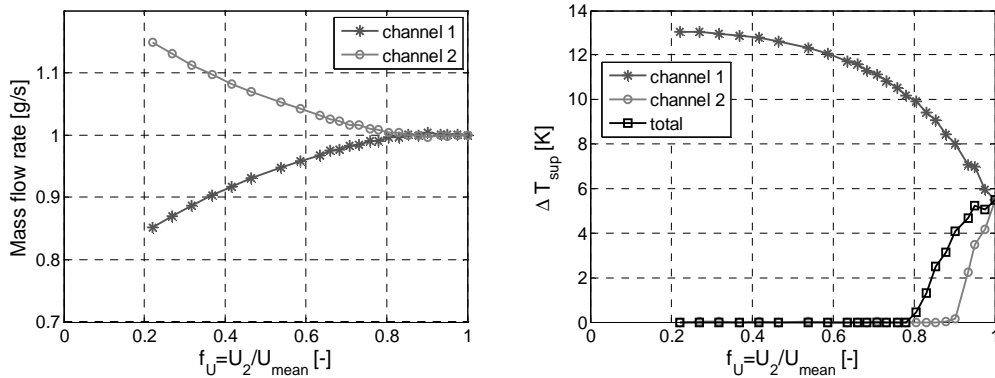 channel 1
channel 2
Mass flow rate [g/s]
1.1
1
0.9
0.8
0.7
0 0.2 0.4 0.6 0.8 1
f_U=U_2/U_mean [-]
14
12
10
8
6
4
2
0
Δ T_sup [K]
channel 1
channel 2
total
0 0.2 0.4 0.6 0.8 1
f_U=U_2/U_mean [-]